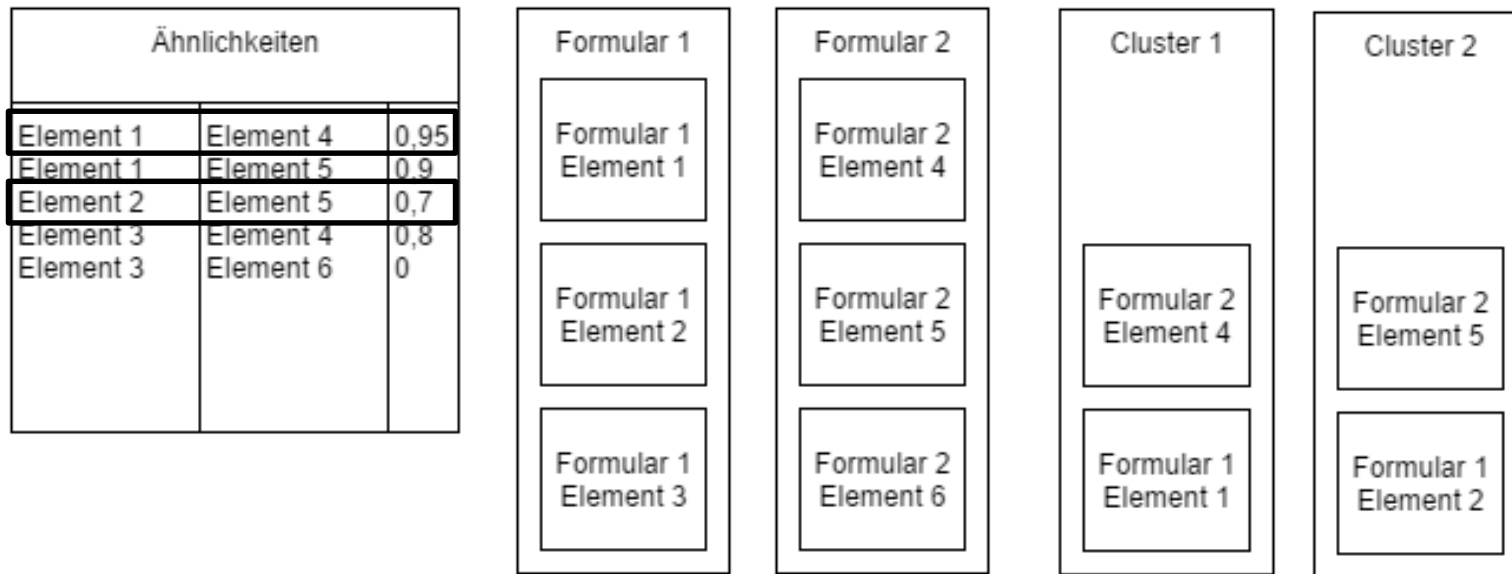 Ähnlichkeiten
Element 1 Element 4 0,95
Element 1 Element 5 0,9
Element 2 Element 5 0,7
Element 3 Element 4 0,8
Element 3 Element 6 0
Formular 1
Formular 1
Element 1
Formular 1
Element 2
Formular 1
Element 3
Formular 2
Formular 2
Element 4
Formular 2
Element 5
Formular 2
Element 6
Cluster 1
Formular 2
Element 4
Formular 1
Element 1
Cluster 2
Formular 2
Element 5
Formular 1
Element 2